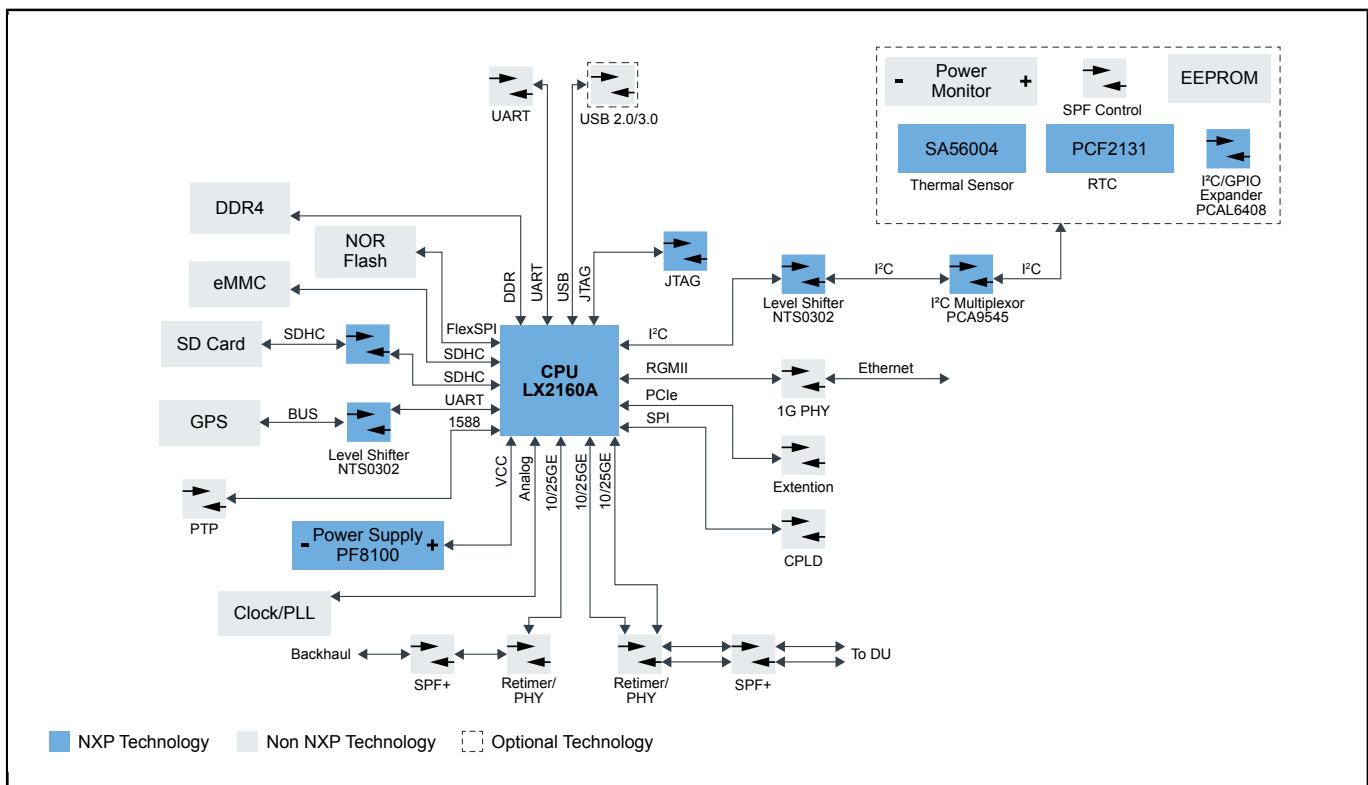 - Power Monitor +
SPF Control
EEPROM
SA56004
Thermal Sensor
PCF2131
RTC
I²C/GPIO
Expander
PCAL6408
UART
USB 2.0/3.0
DDR4
NOR
Flash
eMMC
SD Card
SDHC
GPS
BUS
Level Shifter
NTS0302
PTP
DDR
UART
USB
JTAG
JTAG
FlexSPI
SDHC
SDHC
UART
1588
CPU
LX2160A
I²C
RGMII
PCIe
SPI
Level Shifter
NTS0302
I²C
I²C Multiplexor
PCA9545
I²C
1G PHY
Ethernet
Extention
CPLD
VCC
Analog
10/25GE
10/25GE
10/25GE
- Power Supply +
PF8100
Clock/PLL
Backhaul
SPF+
Retimer/
PHY
Retimer/
PHY
SPF+
To DU
NXP Technology
Non NXP Technology
Optional Technology